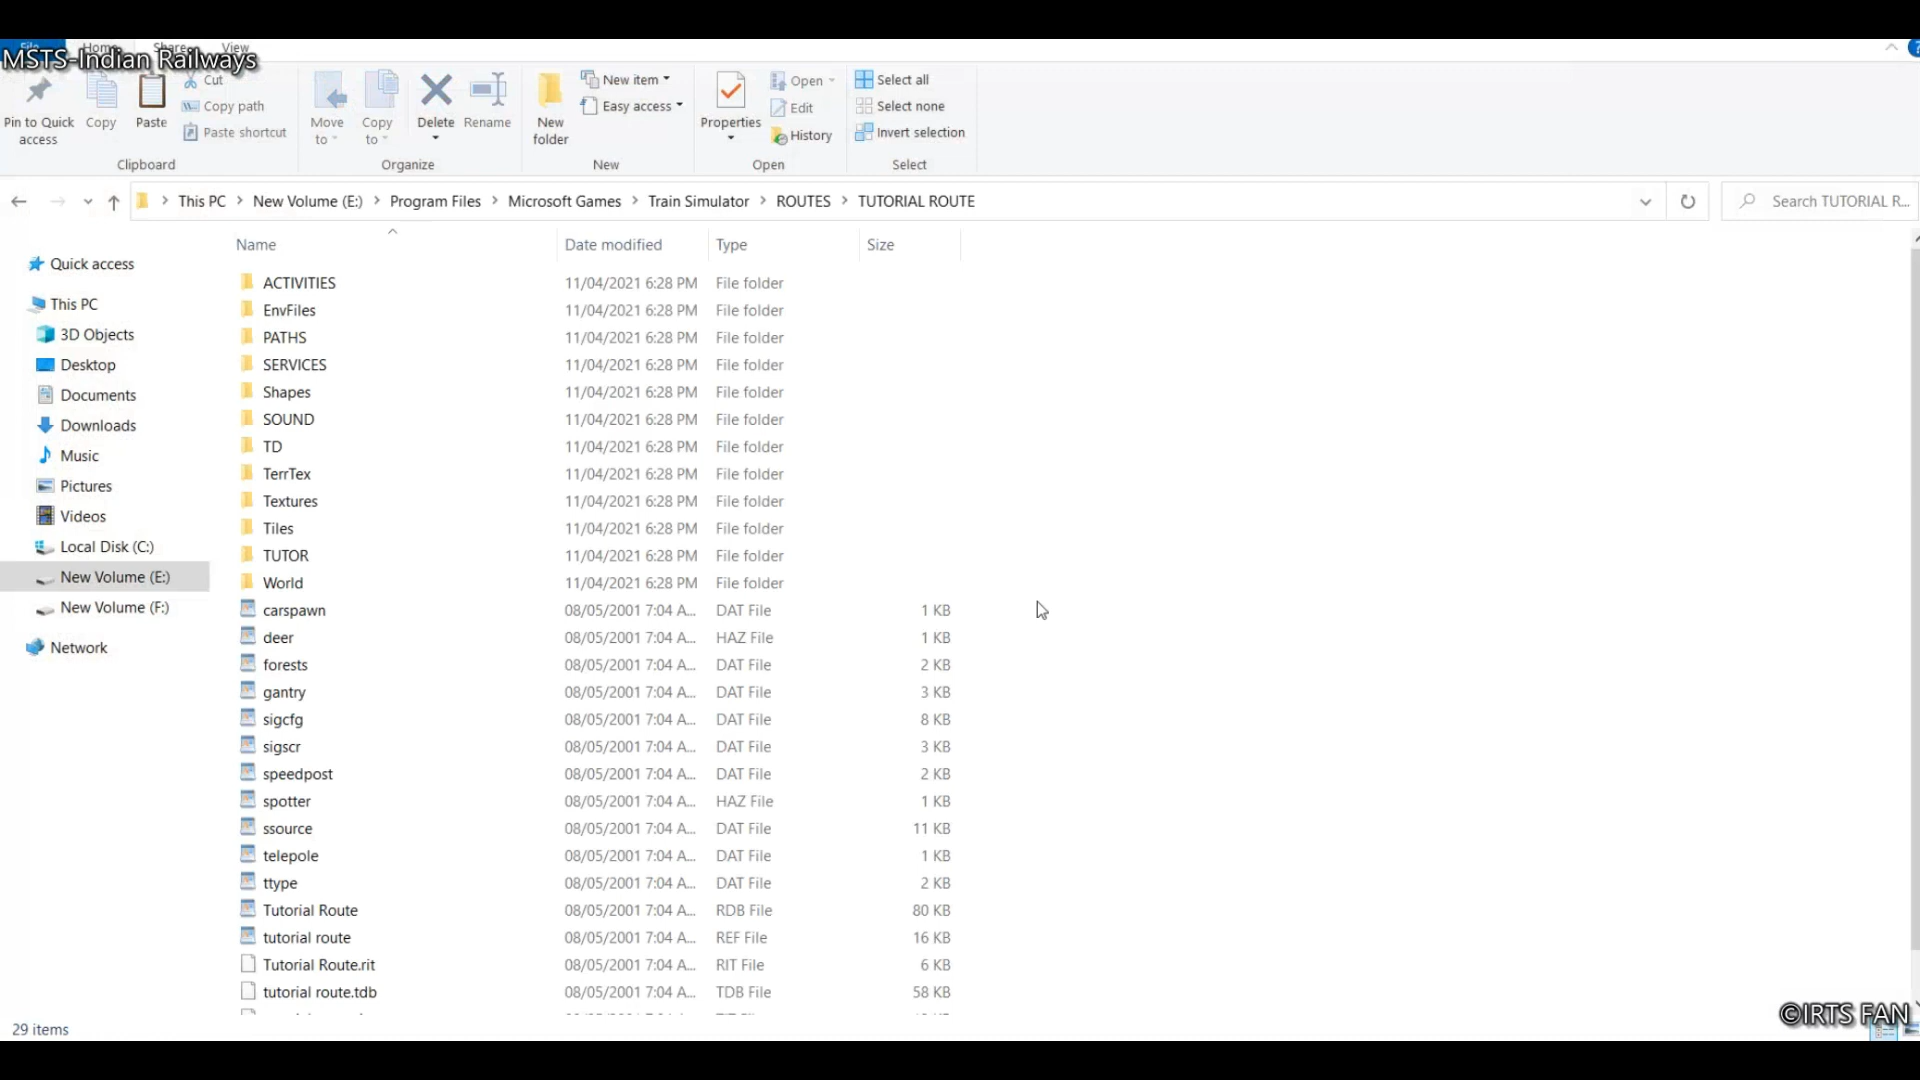 File Home Share View
MSTS-Indian Railways
Pin to Quick access
Copy
Paste
Cut
Copy path
Paste shortcut
Clipboard
Move to
Copy to
Delete
Rename
Organize
New folder
New item
Easy access
New
Properties
Open
Edit
History
Open
Select all
Select none
Invert selection
Select
This PC > New Volume (E:) > Program Files > Microsoft Games > Train Simulator > ROUTES > TUTORIAL ROUTE
Search TUTORIAL R...
Quick access
This PC
3D Objects
Desktop
Documents
Downloads
Music
Pictures
Videos
Local Disk (C:)
New Volume (E:)
New Volume (F:)
Network
Name Date modified Type Size
ACTIVITIES 11/04/2021 6:28 PM File folder
EnvFiles 11/04/2021 6:28 PM File folder
PATHS 11/04/2021 6:28 PM File folder
SERVICES 11/04/2021 6:28 PM File folder
Shapes 11/04/2021 6:28 PM File folder
SOUND 11/04/2021 6:28 PM File folder
TD 11/04/2021 6:28 PM File folder
TerrTex 11/04/2021 6:28 PM File folder
Textures 11/04/2021 6:28 PM File folder
Tiles 11/04/2021 6:28 PM File folder
TUTOR 11/04/2021 6:28 PM File folder
World 11/04/2021 6:28 PM File folder
carspawn 08/05/2001 7:04 A... DAT File 1 KB
deer 08/05/2001 7:04 A... HAZ File 1 KB
forests 08/05/2001 7:04 A... DAT File 2 KB
gantry 08/05/2001 7:04 A... DAT File 3 KB
sigcfg 08/05/2001 7:04 A... DAT File 8 KB
sigscr 08/05/2001 7:04 A... DAT File 3 KB
speedpost 08/05/2001 7:04 A... DAT File 2 KB
spotter 08/05/2001 7:04 A... HAZ File 1 KB
ssource 08/05/2001 7:04 A... DAT File 11 KB
telepole 08/05/2001 7:04 A... DAT File 1 KB
ttype 08/05/2001 7:04 A... DAT File 2 KB
Tutorial Route 08/05/2001 7:04 A... RDB File 80 KB
tutorial route 08/05/2001 7:04 A... REF File 16 KB
Tutorial Route.rit 08/05/2001 7:04 A... RIT File 6 KB
tutorial route.tdb 08/05/2001 7:04 A... TDB File 58 KB
29 items
©IRTS FAN